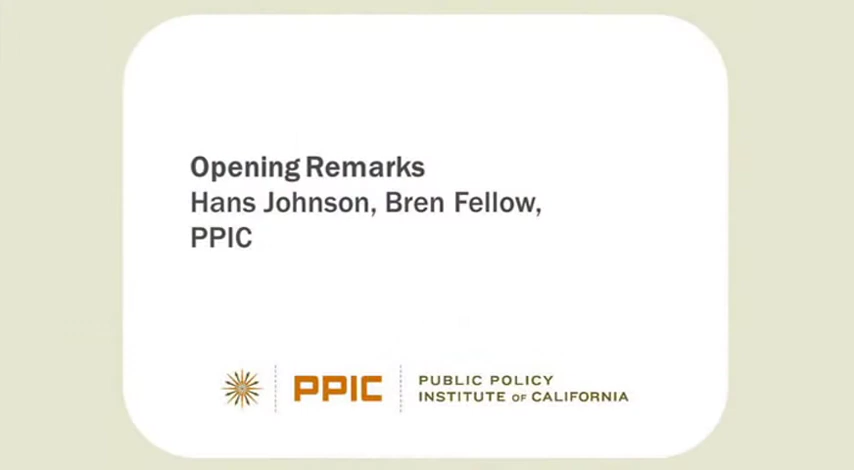 Opening Remarks
Hans Johnson, Bren Fellow,
PPIC
PPIC
PUBLIC POLICY
INSTITUTE OF CALIFORNIA